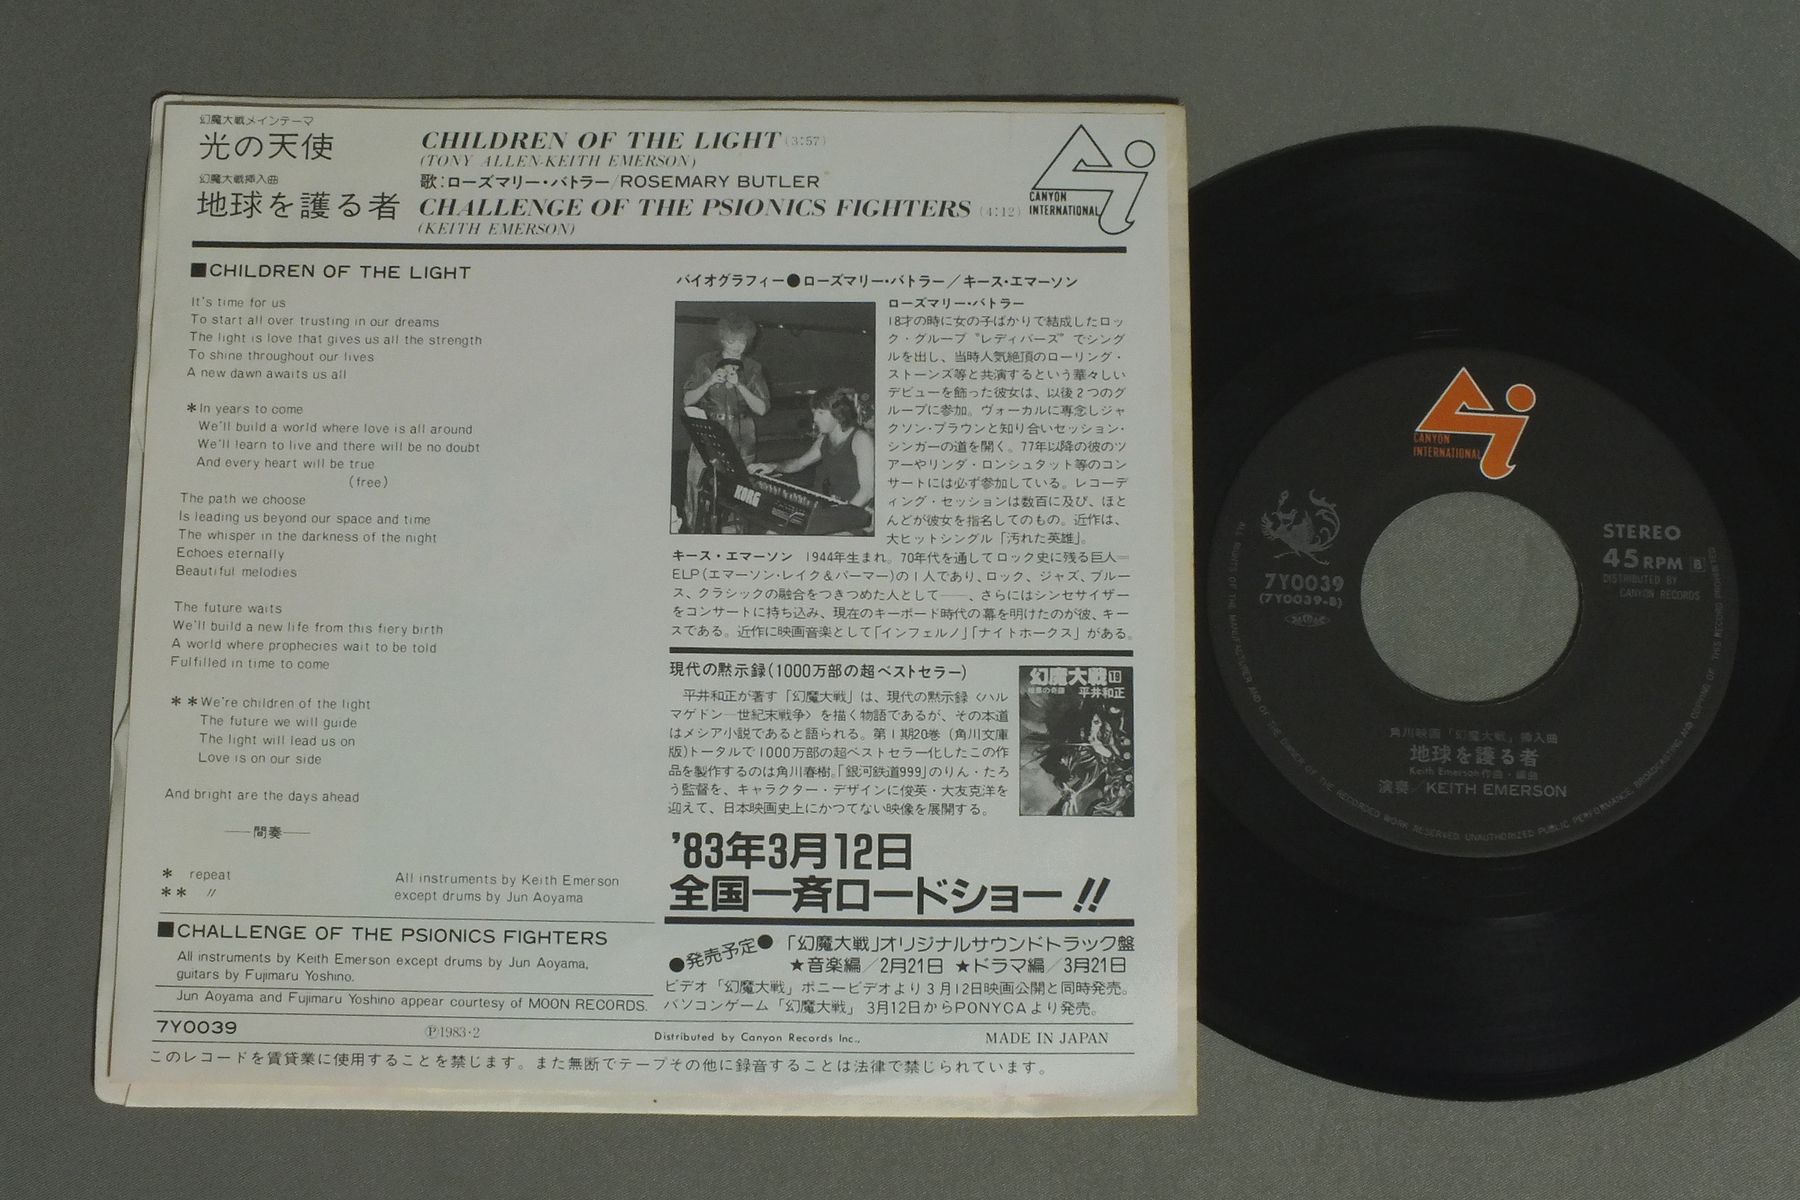 幻魔大戦メインテーマ
光の天使
CHILDREN OF THE LIGHT (3:57)
(TONY ALLEN-KEITH EMERSON)
歌:ローズマリー・バトラー/ROSEMARY BUTLER
幻魔大戦挿入曲
地球を護る者
CHALLENGE OF THE PSIONICS FIGHTERS (4:12)
(KEITH EMERSON)
CANYON
INTERNATIONAL
■CHILDREN OF THE LIGHT
It's time for us
To start all over trusting in our dreams
The light is love that gives us all the strength
To shine throughout our lives
A new dawn awaits us all
*In years to come
We'll build a world where love is all around
We'll learn to live and there will be no doubt
And every heart will be true
(free)
The path we choose
Is leading us beyond our space and time
The whisper in the darkness of the night
Echoes eternally
Beautiful melodies
The future waits
We'll build a new life from this fiery birth
A world where prophecies wait to be told
Fulfilled in time to come
**We're children of the light
The future we will guide
The light will lead us on
Love is on our side
And bright are the days ahead
——間奏——
* repeat
** 〃
All instruments by Keith Emerson
except drums by Jun Aoyama
■CHALLENGE OF THE PSIONICS FIGHTERS
All instruments by Keith Emerson except drums by Jun Aoyama,
guitars by Fujimaru Yoshino.
Jun Aoyama and Fujimaru Yoshino appear courtesy of MOON RECORDS.
バイオグラフィー●ローズマリー・バトラー/キース・エマーソン
KORG
ローズマリー・バトラー
18才の時に女の子ばかりで結成したロッ
ク・グループ〝レディバーズ〟でシング
ルを出し、当時人気絶頂のローリング・
ストーンズ等と共演するという華々しい
デビューを飾った彼女は、以後2つのグ
ループに参加。ヴォーカルに専念しジャ
クソン・ブラウンと知り合いセッション・
シンガーの道を開く。77年以降の彼のツ
アーやリンダ・ロンシュタット等のコン
サートには必ず参加している。レコーデ
ィング・セッションは数百に及び、ほと
んどが彼女を指名してのもの。近作は、
大ヒットシングル「汚れた英雄」。
キース・エマーソン 1944年生まれ。70年代を通してロック史に残る巨人=
ELP(エマーソン・レイク&パーマー)の1人であり、ロック、ジャズ、ブルー
ス、クラシックの融合をつきつめた人として——、さらにはシンセサイザー
をコンサートに持ち込み、現在のキーボード時代の幕を明けたのが彼、キー
スである。近作に映画音楽として「インフェルノ」「ナイトホークス」がある。
現代の黙示録(1000万部の超ベストセラー)
平井和正が著す「幻魔大戦」は、現代の黙示録〈ハル
マゲドン—世紀末戦争〉を描く物語であるが、その本道
はメシア小説であると語られる。第1期20巻(角川文庫
版)トータルで1000万部の超ベストセラー化したこの作
品を製作するのは角川春樹。「銀河鉄道999」のりん・たろ
う監督を、キャラクター・デザインに俊英・大友克洋を
迎えて、日本映画史上にかつてない映像を展開する。
幻魔大戦 19
平井和正
'83年3月12日
全国一斉ロードショー!!
●発売予定●「幻魔大戦」オリジナルサウンドトラック盤
★音楽編/2月21日 ★ドラマ編/3月21日
ビデオ「幻魔大戦」ポニービデオより3月12日映画公開と同時発売。
パソコンゲーム「幻魔大戦」3月12日からPONYCAより発売。
7Y0039
Ⓟ1983・2
Distributed by Canyon Records Inc.,
MADE IN JAPAN
このレコードを賃貸業に使用することを禁じます。また無断でテープその他に録音することは法律で禁じられています。
CANYON
INTERNATIONAL
STEREO
45 RPM B
DISTRIBUTED BY
CANYON RECORDS
7Y0039
(7Y0039-B)
角川映画「幻魔大戦」挿入曲
地球を護る者
Keith Emerson 作曲・編曲
演奏/KEITH EMERSON
ALL RIGHTS OF THE MANUFACTURER AND OF THE OWNER OF THE RECORDED WORK RESERVED. UNAUTHORIZED PUBLIC PERFORMANCE, BROADCASTING AND COPYING OF THIS RECORD PROHIBITED